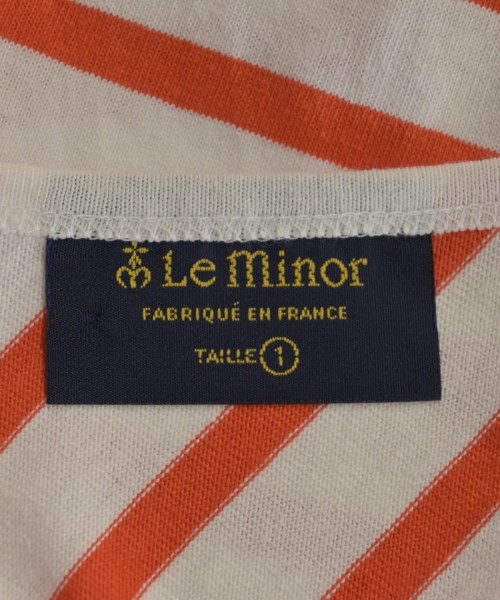 Le Minor
FABRIQUÉ EN FRANCE
TAILLE 1